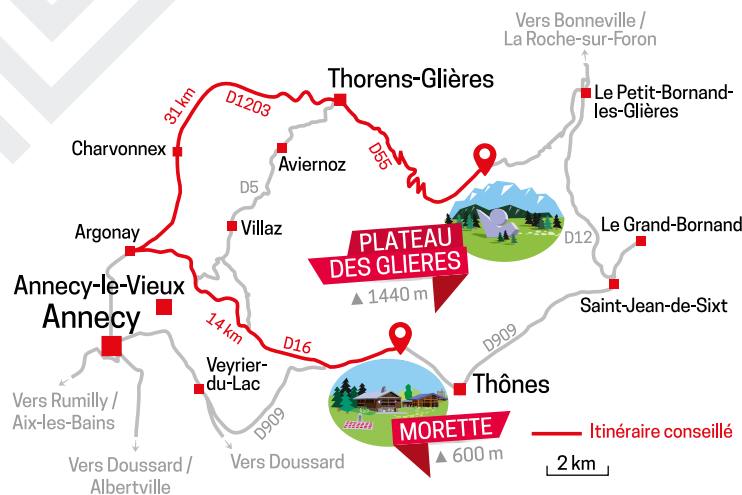 Vers Bonneville /
La Roche-sur-Foron
Thorens-Glières
Le Petit-Bornand-
les-Glières
31 km
D1203
Charvonnex
Aviernoz
D55
D5
Villaz
Argonay
PLATEAU
DES GLIERES
▲ 1440 m
Le Grand-Bornand
D12
Annecy-le-Vieux
Annecy
Saint-Jean-de-Sixt
14 km
D16
D909
Veyrier-
du-Lac
Thônes
Vers Rumilly /
Aix-les-Bains
D909
MORETTE
▲ 600 m
Itinéraire conseillé
Vers Doussard /
Albertville
Vers Doussard
2 km